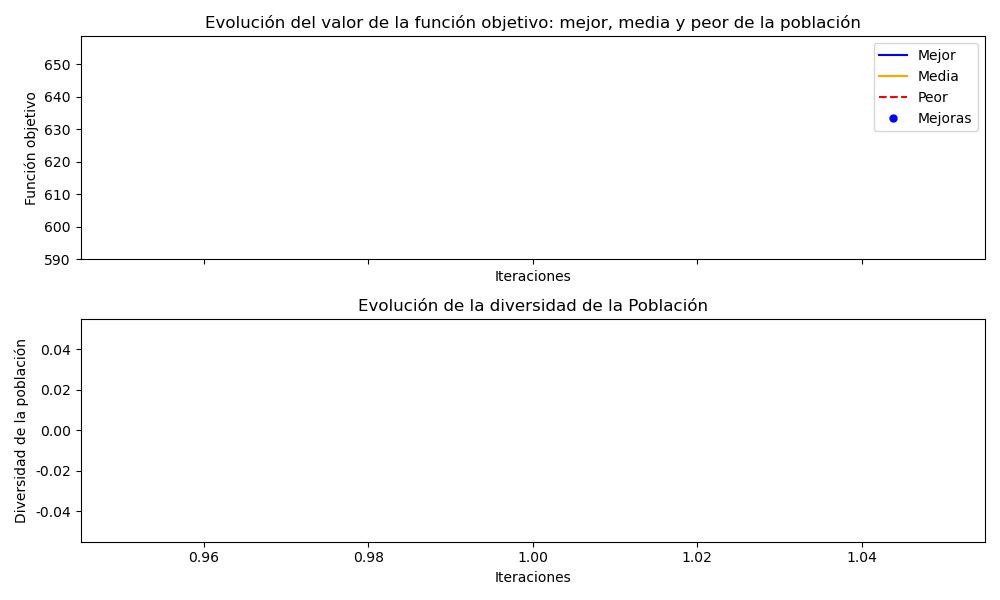 Evolución del valor de la función objetivo: mejor, media y peor de la población
Mejor
Media
Peor
Mejoras
Función objetivo
650
640
630
620
610
600
590
Iteraciones
Evolución de la diversidad de la Población
Diversidad de la población
0.04
0.02
0.00
-0.02
-0.04
0.96
0.98
1.00
1.02
1.04
Iteraciones